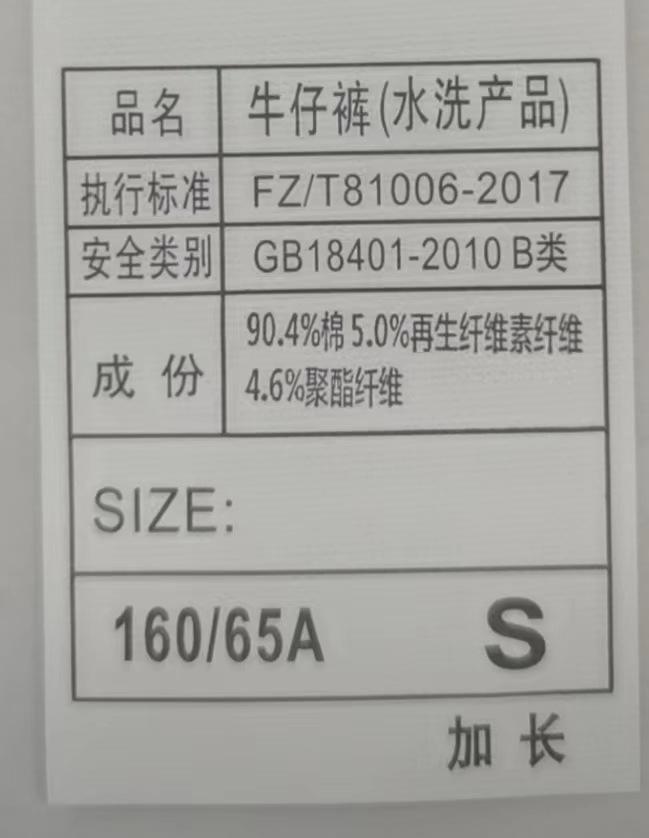 品名 牛仔裤(水洗产品)
执行标准 FZ/T81006-2017
安全类别 GB18401-2010 B类
成 份 90.4%棉 5.0%再生纤维素纤维
4.6%聚酯纤维
SIZE:
160/65A S
加 长